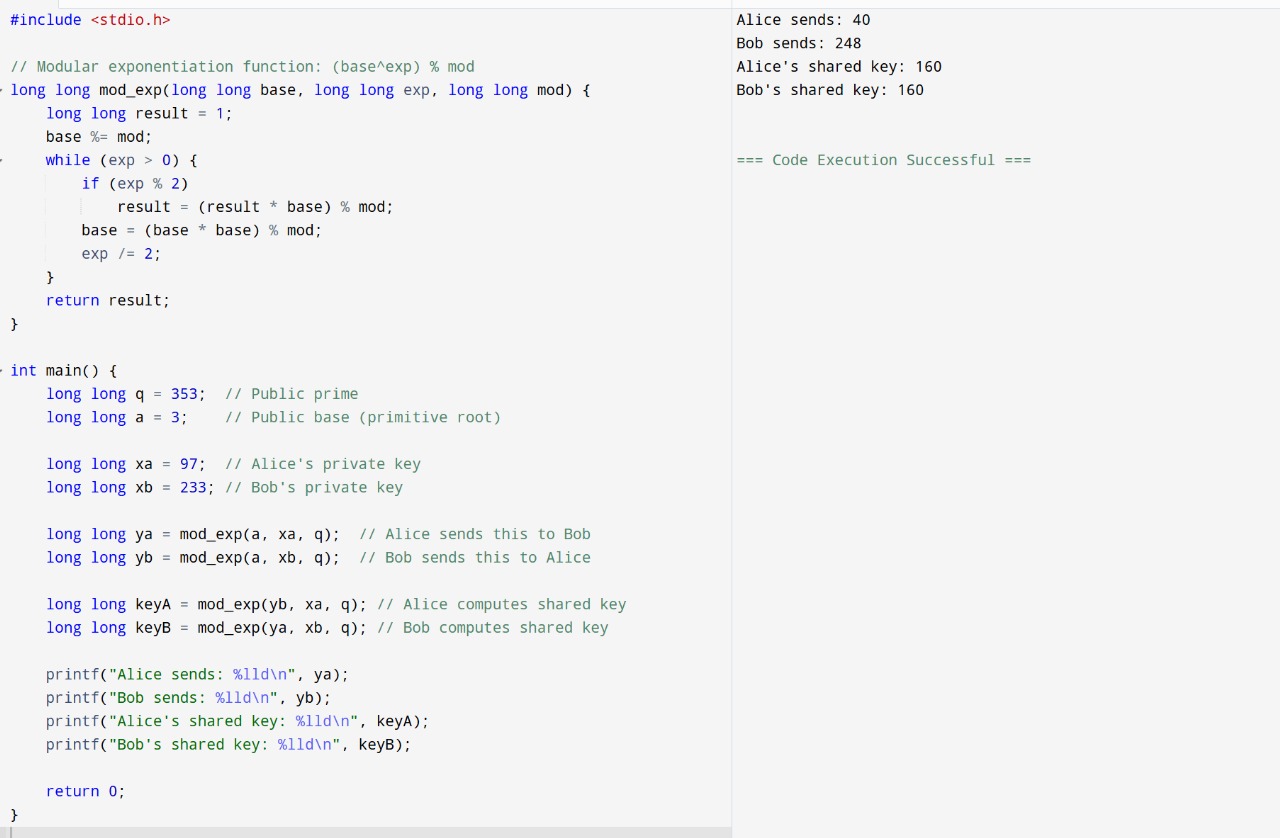 #include <stdio.h>

// Modular exponentiation function: (base^exp) % mod
long long mod_exp(long long base, long long exp, long long mod) {
    long long result = 1;
    base %= mod;
    while (exp > 0) {
        if (exp % 2)
            result = (result * base) % mod;
        base = (base * base) % mod;
        exp /= 2;
    }
    return result;
}

int main() {
    long long q = 353;  // Public prime
    long long a = 3;    // Public base (primitive root)

    long long xa = 97;  // Alice's private key
    long long xb = 233; // Bob's private key

    long long ya = mod_exp(a, xa, q);  // Alice sends this to Bob
    long long yb = mod_exp(a, xb, q);  // Bob sends this to Alice

    long long keyA = mod_exp(yb, xa, q); // Alice computes shared key
    long long keyB = mod_exp(ya, xb, q); // Bob computes shared key

    printf("Alice sends: %lld\n", ya);
    printf("Bob sends: %lld\n", yb);
    printf("Alice's shared key: %lld\n", keyA);
    printf("Bob's shared key: %lld\n", keyB);

    return 0;
}
Alice sends: 40
Bob sends: 248
Alice's shared key: 160
Bob's shared key: 160

=== Code Execution Successful ===